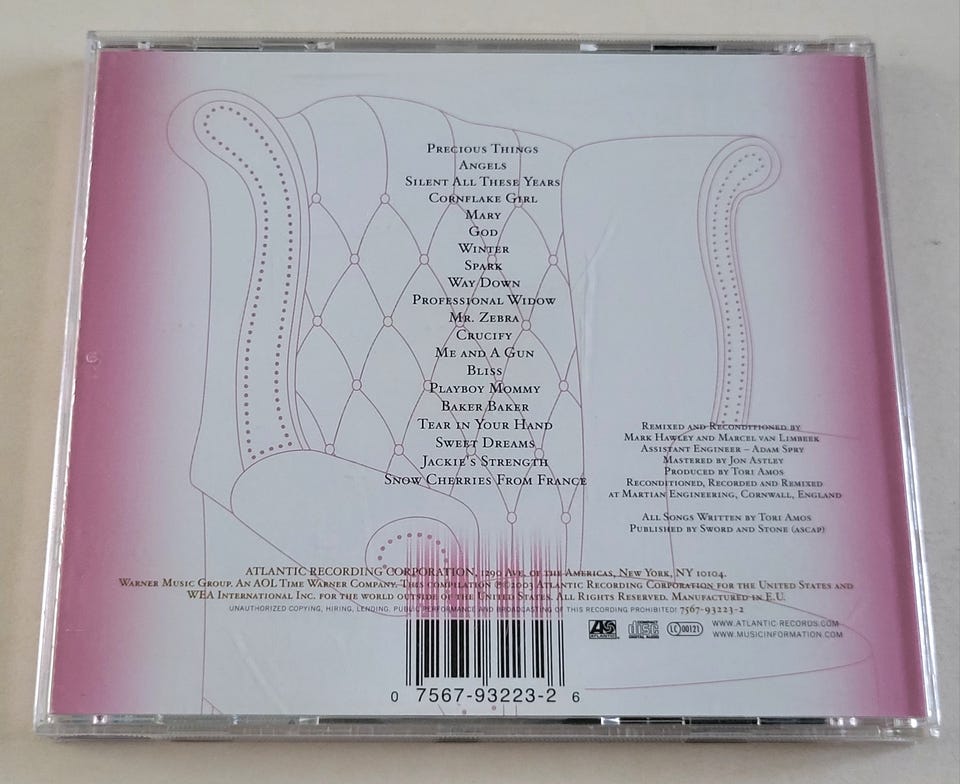 Precious Things
Angels
Silent All These Years
Cornflake Girl
Mary
God
Winter
Spark
Way Down
Professional Widow
Mr. Zebra
Crucify
Me and A Gun
Bliss
Playboy Mommy
Baker Baker
Tear in Your Hand
Sweet Dreams
Jackie's Strength
Snow Cherries From France
Remixed and Reconditioned by
Mark Hawley and Marcel van Limbeek
Assistant Engineer – Adam Spry
Mastered by Jon Astley
Produced by Tori Amos
Reconditioned, Recorded and Remixed
at Martian Engineering, Cornwall, England
All Songs Written by Tori Amos
Published by Sword and Stone (ASCAP)
ATLANTIC RECORDING CORPORATION, 1290 Ave. of the Americas, New York, NY 10104.
Warner Music Group. An AOL Time Warner Company. This compilation ℗©2003 Atlantic Recording Corporation for the United States and
WEA International Inc. for the world outside of the United States. All Rights Reserved. Manufactured in E.U.
UNAUTHORIZED COPYING, HIRING, LENDING, PUBLIC PERFORMANCE AND BROADCASTING OF THIS RECORDING PROHIBITED! 7567-93223-2
ATLANTIC
COMPACT disc DIGITAL AUDIO
LC 00121
WWW.ATLANTIC-RECORDS.COM
WWW.MUSICINFORMATION.COM
0 7567-93223-2 6